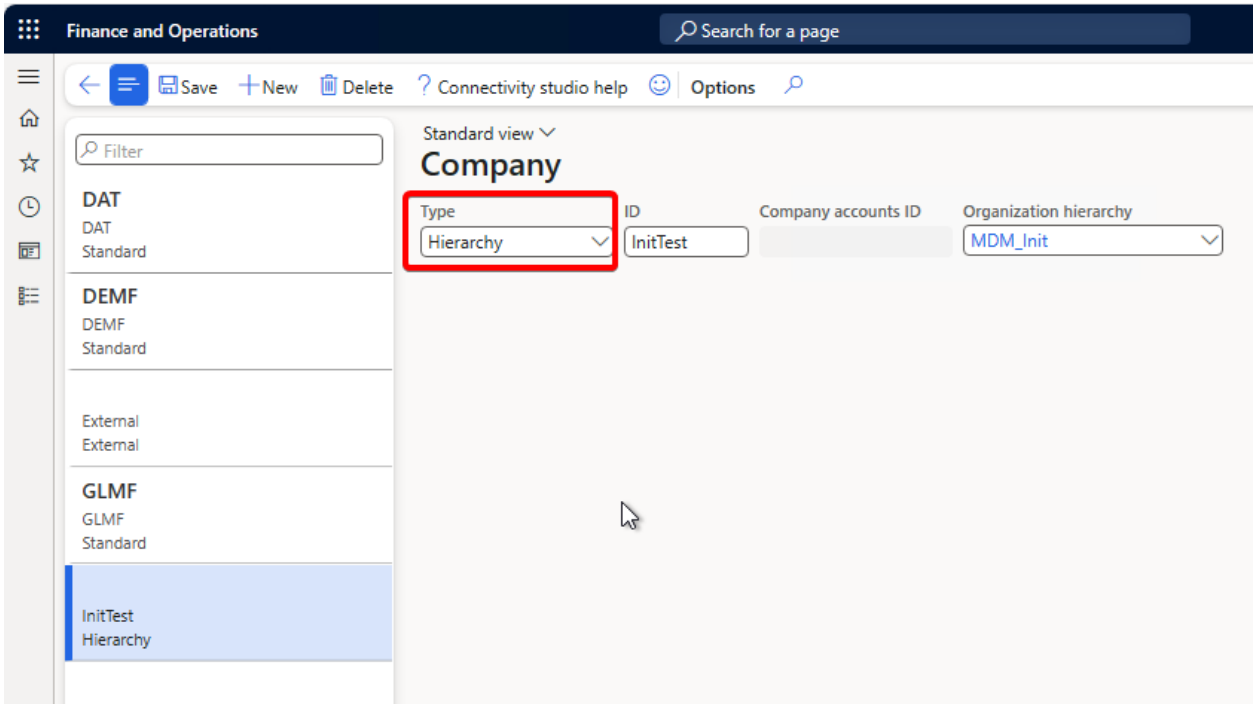 Finance and Operations
Search for a page
Save New Delete ? Connectivity studio help Options
Filter
DAT
DAT
Standard
DEMF
DEMF
Standard
External
External
GLMF
GLMF
Standard
InitTest
Hierarchy
Standard view
Company
Type ID Company accounts ID Organization hierarchy
Hierarchy InitTest MDM_Init